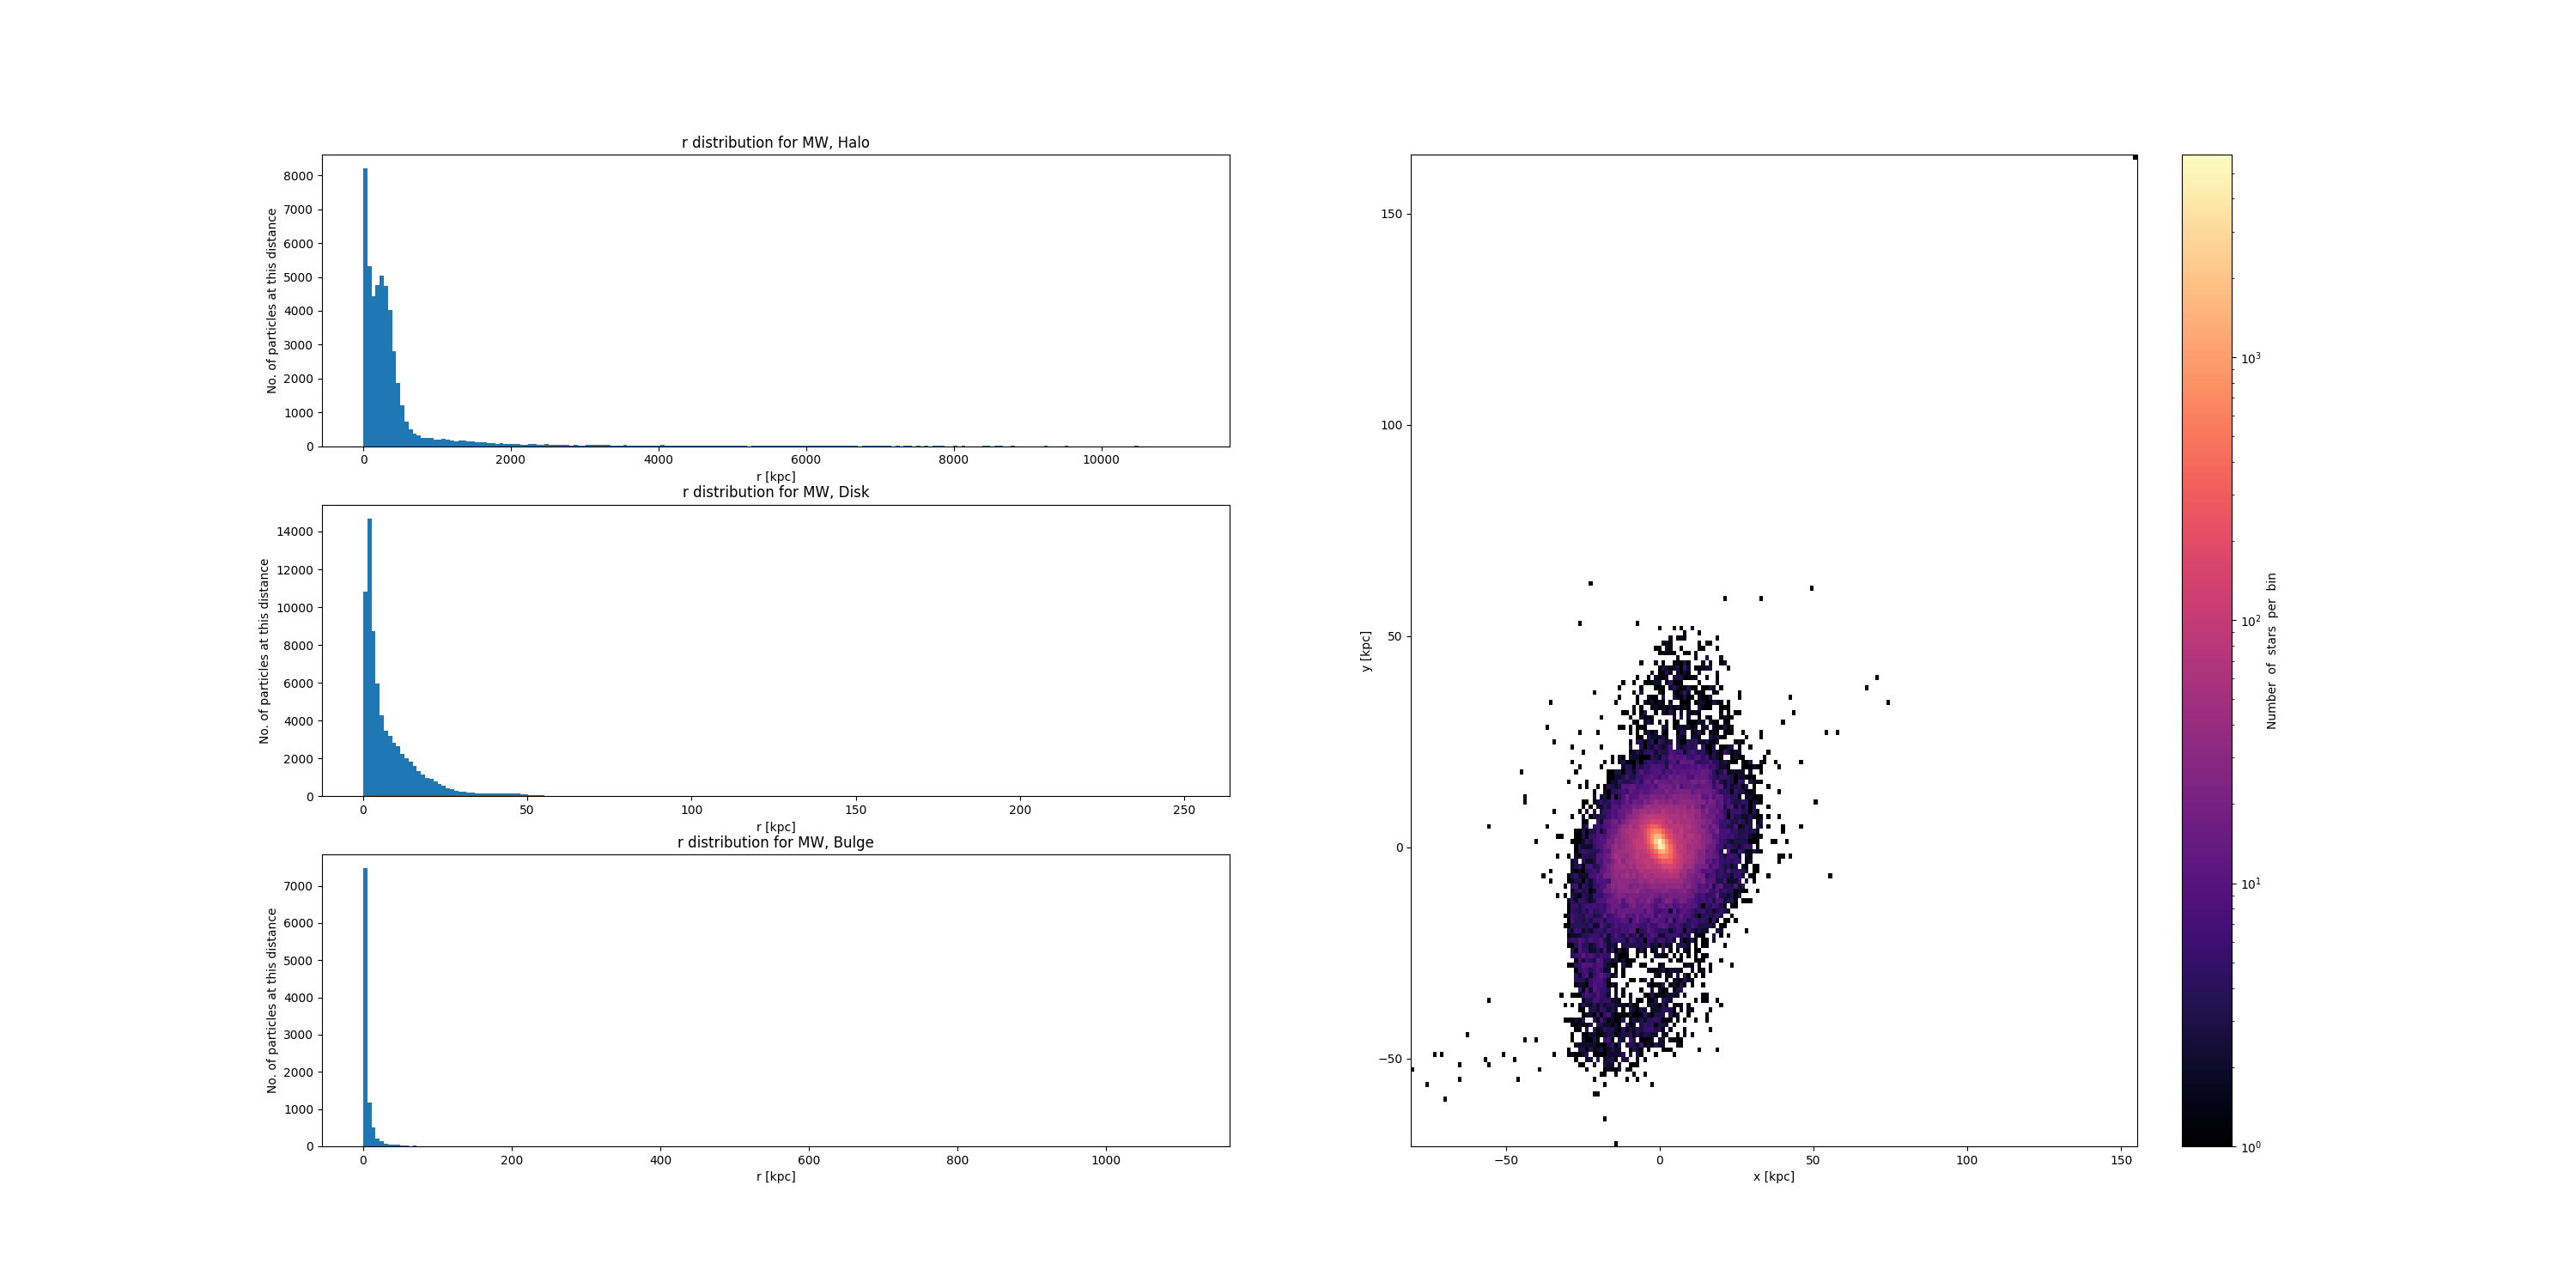 r distribution for MW, Halo
No. of particles at this distance
8000
7000
6000
5000
4000
3000
2000
1000
0
0 2000 4000 6000 8000 10000
r [kpc]
r distribution for MW, Disk
No. of particles at this distance
14000
12000
10000
8000
6000
4000
2000
0
0 50 100 150 200 250
r [kpc]
r distribution for MW, Bulge
No. of particles at this distance
7000
6000
5000
4000
3000
2000
1000
0
0 200 400 600 800 1000
r [kpc]
y [kpc]
150
100
50
0
−50
−50 0 50 100 150
x [kpc]
10³
10²
10¹
10⁰
Number of stars per bin